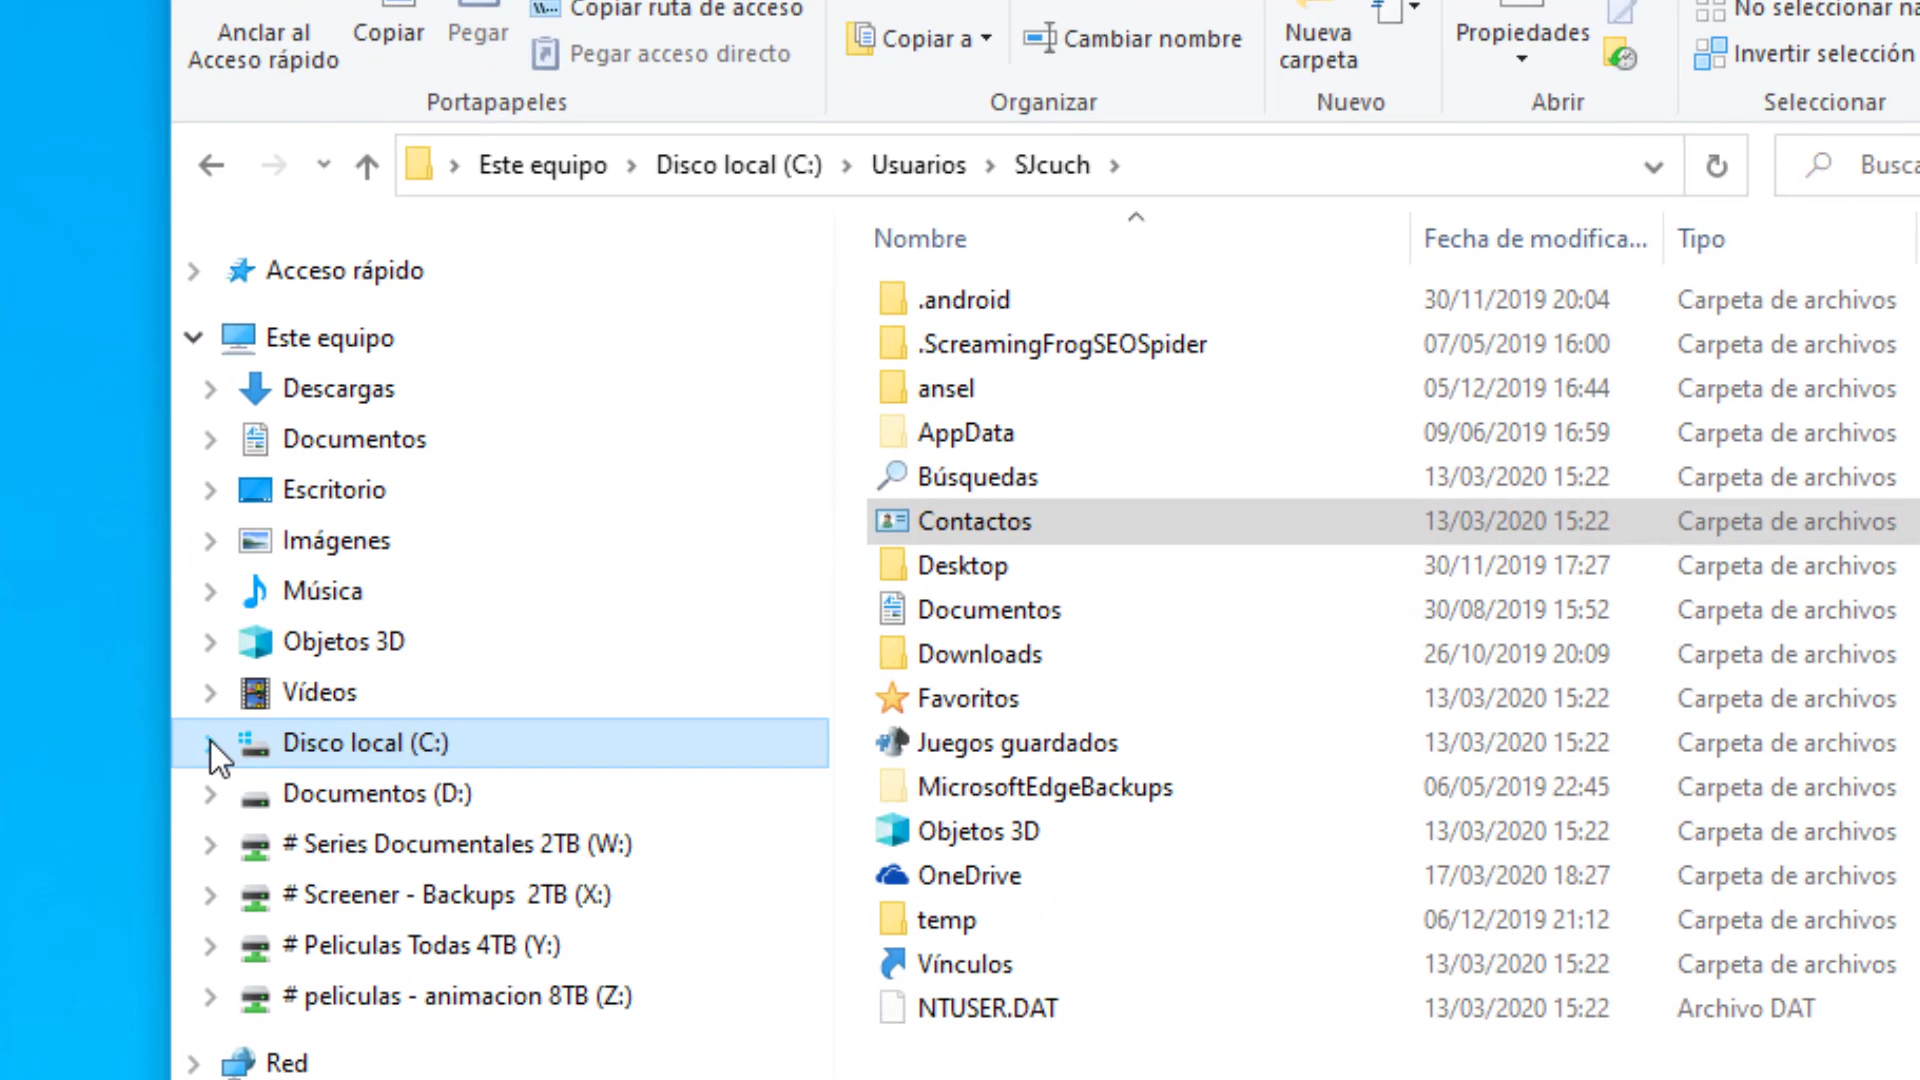 Anclar al
Acceso rápido
Copiar
Pegar
W...
Copiar ruta de acceso
Pegar acceso directo
Portapapeles
Copiar a
Cambiar nombre
Organizar
Nueva
carpeta
Nuevo
Propiedades
Abrir
No seleccionar na
Invertir selección
Seleccionar
Este equipo > Disco local (C:) > Usuarios > SJcuch >
Busca
Nombre Fecha de modifica... Tipo
Acceso rápido
Este equipo
Descargas
Documentos
Escritorio
Imágenes
Música
Objetos 3D
Vídeos
Disco local (C:)
Documentos (D:)
# Series Documentales 2TB (W:)
# Screener - Backups 2TB (X:)
# Peliculas Todas 4TB (Y:)
# peliculas - animacion 8TB (Z:)
Red
.android 30/11/2019 20:04 Carpeta de archivos
.ScreamingFrogSEOSpider 07/05/2019 16:00 Carpeta de archivos
ansel 05/12/2019 16:44 Carpeta de archivos
AppData 09/06/2019 16:59 Carpeta de archivos
Búsquedas 13/03/2020 15:22 Carpeta de archivos
Contactos 13/03/2020 15:22 Carpeta de archivos
Desktop 30/11/2019 17:27 Carpeta de archivos
Documentos 30/08/2019 15:52 Carpeta de archivos
Downloads 26/10/2019 20:09 Carpeta de archivos
Favoritos 13/03/2020 15:22 Carpeta de archivos
Juegos guardados 13/03/2020 15:22 Carpeta de archivos
MicrosoftEdgeBackups 06/05/2019 22:45 Carpeta de archivos
Objetos 3D 13/03/2020 15:22 Carpeta de archivos
OneDrive 17/03/2020 18:27 Carpeta de archivos
temp 06/12/2019 21:12 Carpeta de archivos
Vínculos 13/03/2020 15:22 Carpeta de archivos
NTUSER.DAT 13/03/2020 15:22 Archivo DAT